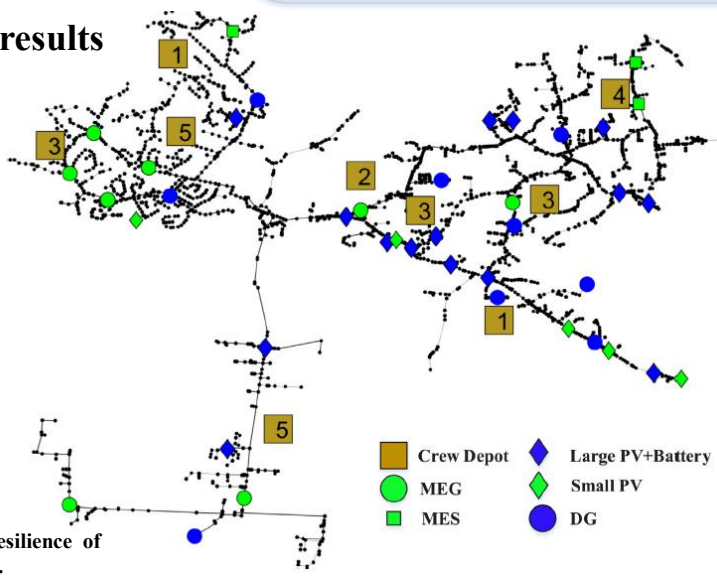 results
1
5
3
4
2
3
3
1
5
Crew Depot
Large PV+Battery
MEG
Small PV
MES
DG
esilience of